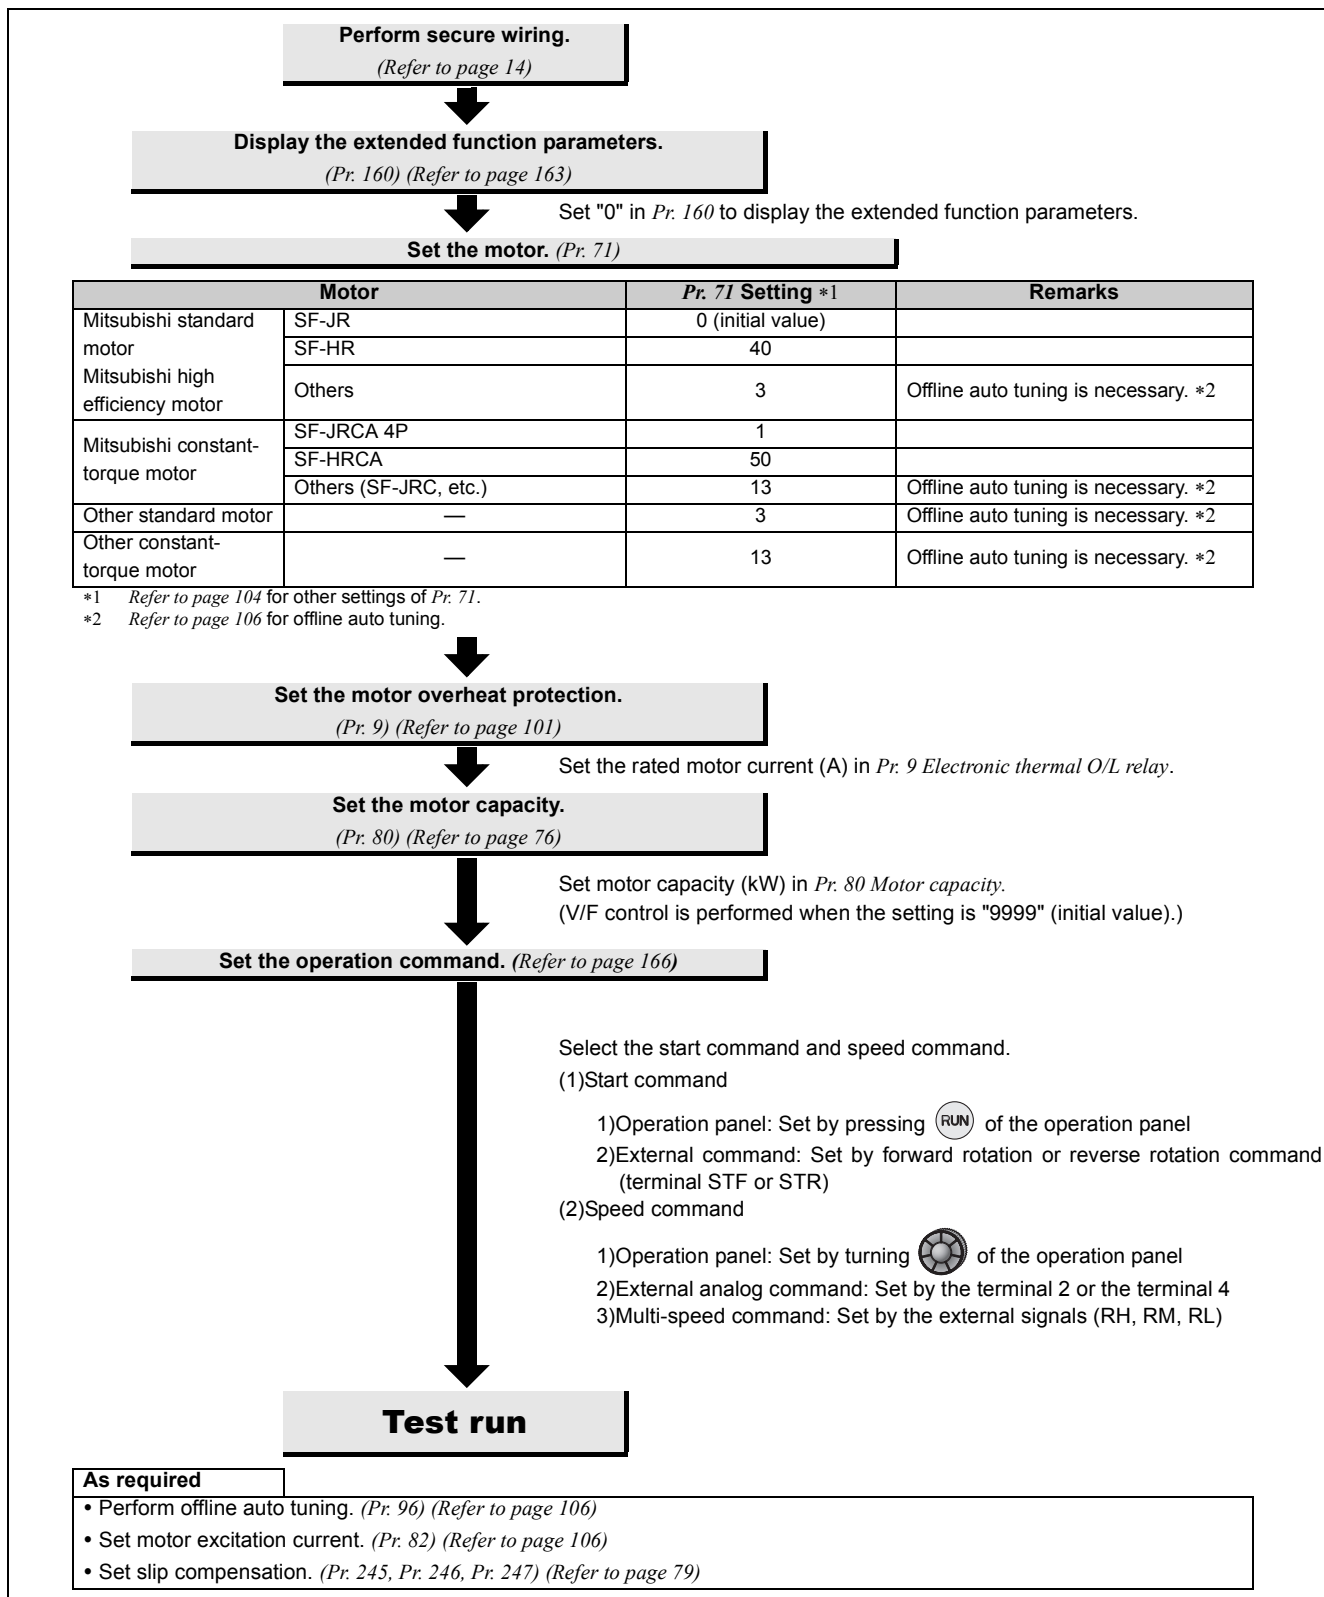 Perform secure wiring.
(Refer to page 14)
Display the extended function parameters.
(Pr. 160) (Refer to page 163)
Set "0" in Pr. 160 to display the extended function parameters.
Set the motor. (Pr. 71)
Motor Pr. 71 Setting *1 Remarks
Mitsubishi standard motor Mitsubishi high efficiency motor SF-JR 0 (initial value)
SF-HR 40
Others 3 Offline auto tuning is necessary. *2
Mitsubishi constant-torque motor SF-JRCA 4P 1
SF-HRCA 50
Others (SF-JRC, etc.) 13 Offline auto tuning is necessary. *2
Other standard motor — 3 Offline auto tuning is necessary. *2
Other constant-torque motor — 13 Offline auto tuning is necessary. *2
*1 Refer to page 104 for other settings of Pr. 71.
*2 Refer to page 106 for offline auto tuning.
Set the motor overheat protection.
(Pr. 9) (Refer to page 101)
Set the rated motor current (A) in Pr. 9 Electronic thermal O/L relay.
Set the motor capacity.
(Pr. 80) (Refer to page 76)
Set motor capacity (kW) in Pr. 80 Motor capacity.
(V/F control is performed when the setting is "9999" (initial value).)
Set the operation command. (Refer to page 166)
Select the start command and speed command.
(1)Start command
1)Operation panel: Set by pressing RUN of the operation panel
2)External command: Set by forward rotation or reverse rotation command
(terminal STF or STR)
(2)Speed command
1)Operation panel: Set by turning of the operation panel
2)External analog command: Set by the terminal 2 or the terminal 4
3)Multi-speed command: Set by the external signals (RH, RM, RL)
Test run
As required
• Perform offline auto tuning. (Pr. 96) (Refer to page 106)
• Set motor excitation current. (Pr. 82) (Refer to page 106)
• Set slip compensation. (Pr. 245, Pr. 246, Pr. 247) (Refer to page 79)